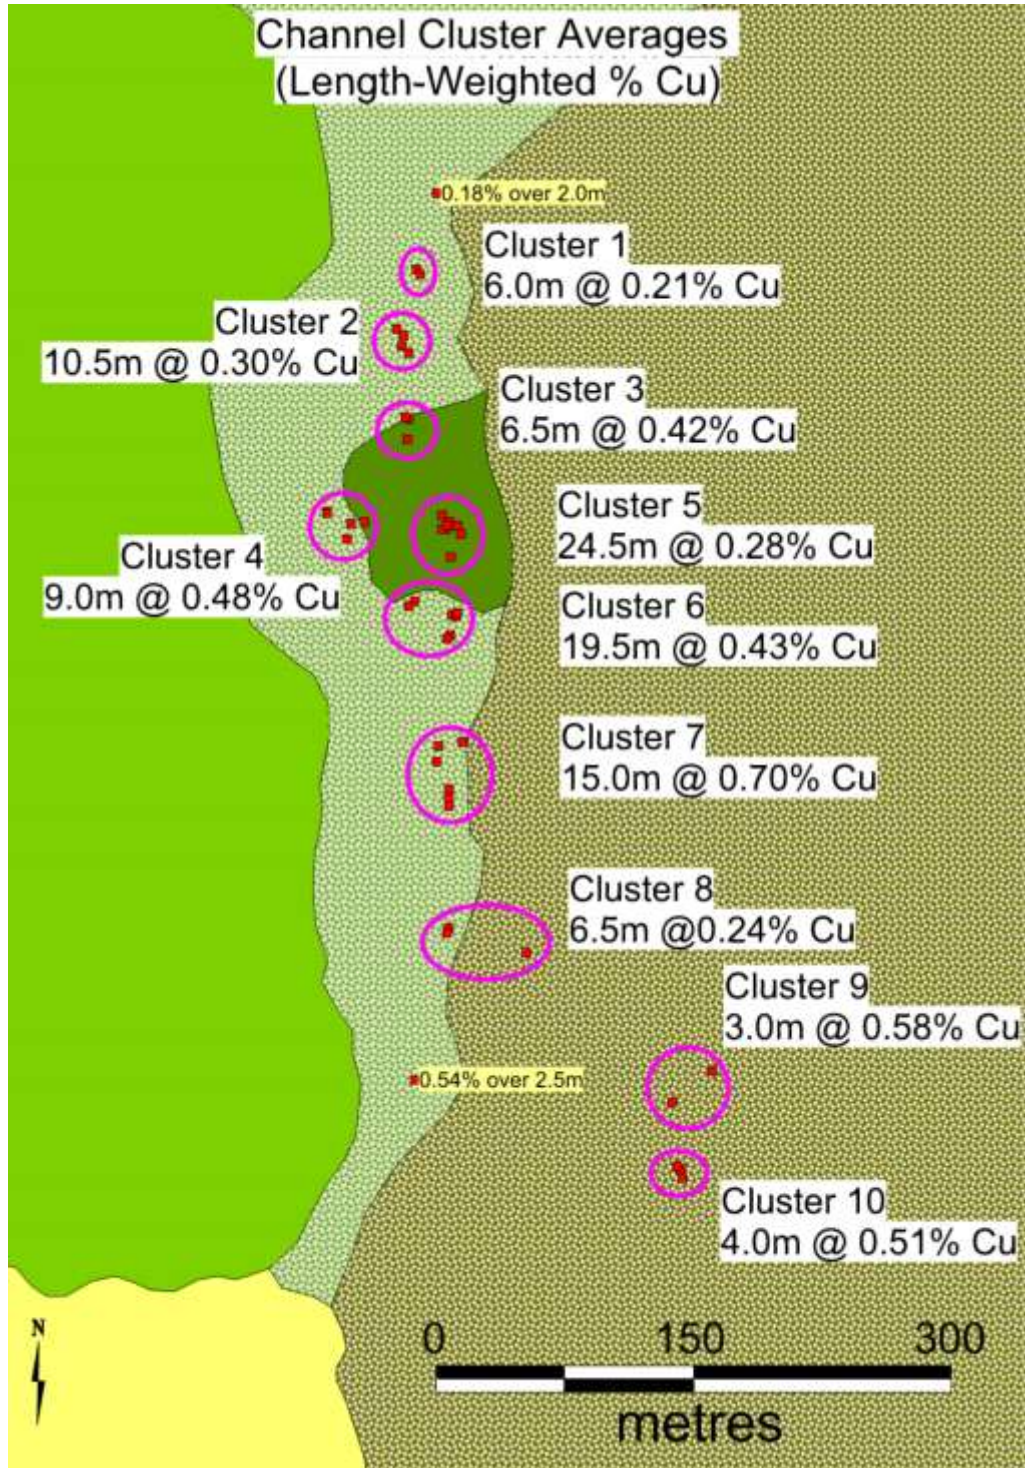 Channel Cluster Averages
(Length-Weighted % Cu)
0.18% over 2.0m
Cluster 1
6.0m @ 0.21% Cu
Cluster 2
10.5m @ 0.30% Cu
Cluster 3
6.5m @ 0.42% Cu
Cluster 5
24.5m @ 0.28% Cu
Cluster 4
9.0m @ 0.48% Cu
Cluster 6
19.5m @ 0.43% Cu
Cluster 7
15.0m @ 0.70% Cu
Cluster 8
6.5m @0.24% Cu
Cluster 9
3.0m @ 0.58% Cu
0.54% over 2.5m
Cluster 10
4.0m @ 0.51% Cu
N
0 150 300
metres